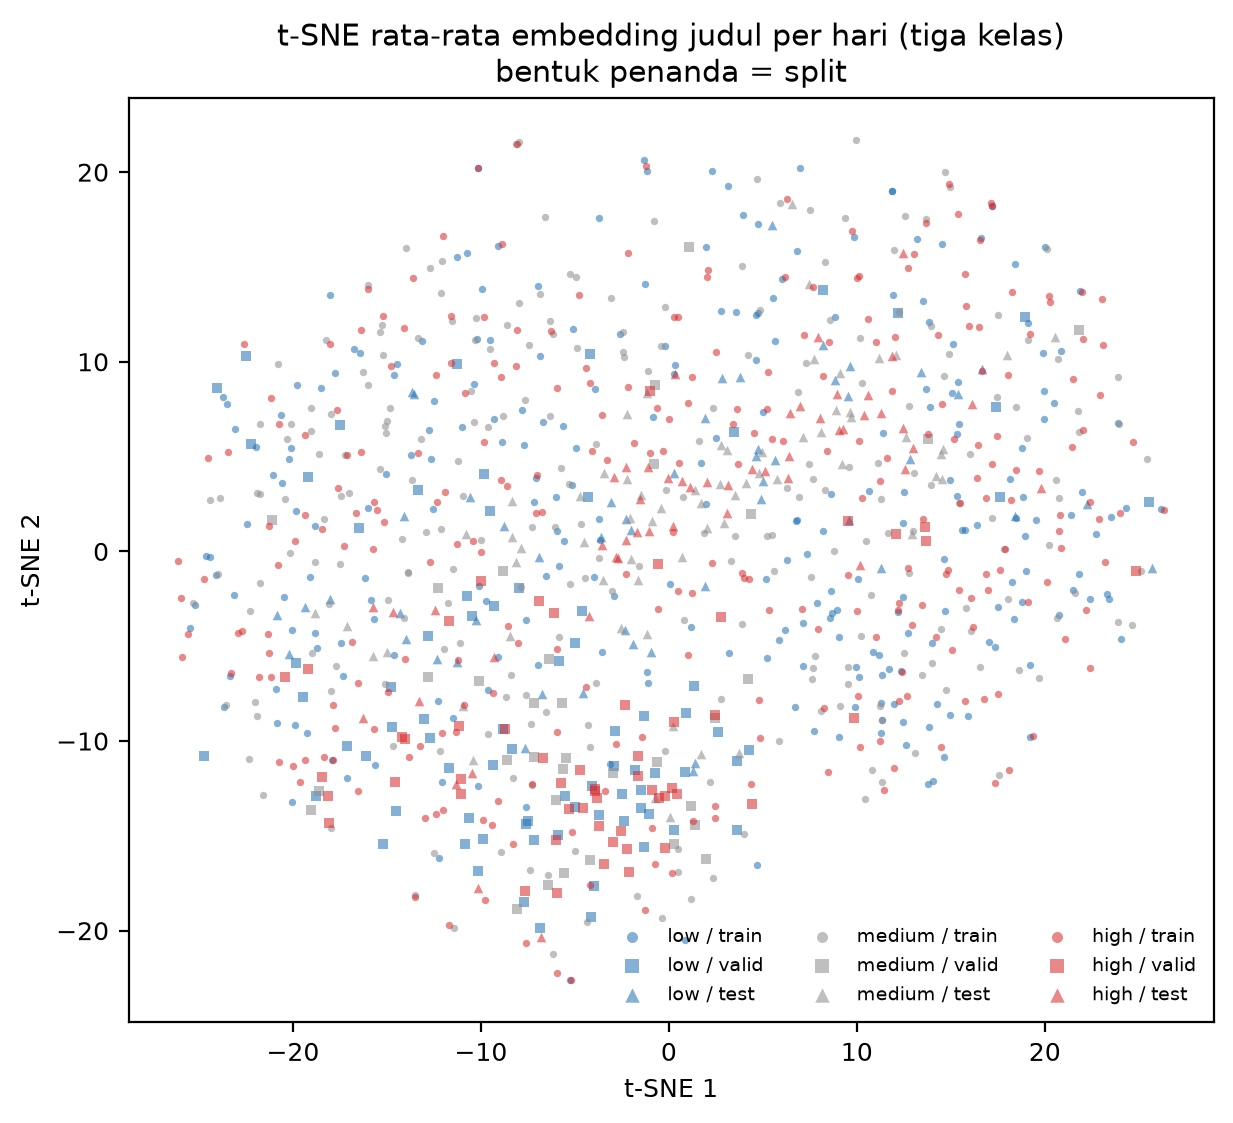 t-SNE rata-rata embedding judul per hari (tiga kelas)
bentuk penanda = split
t-SNE 2
20
10
0
−10
−20
−20
−10
0
10
20
t-SNE 1
low / train
low / valid
low / test
medium / train
medium / valid
medium / test
high / train
high / valid
high / test